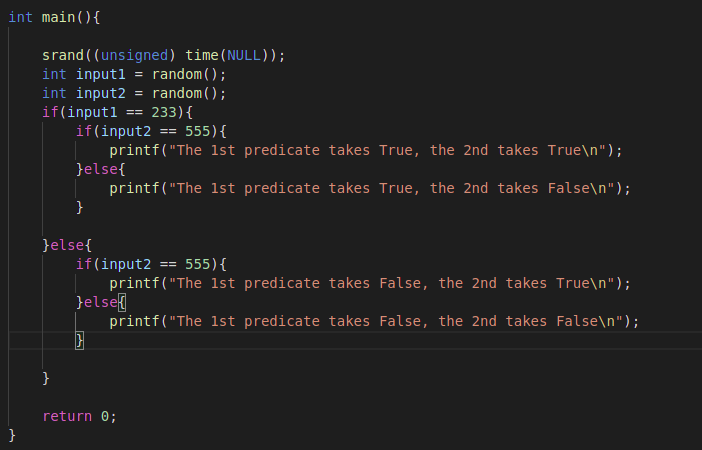 int main(){
srand((unsigned) time(NULL));
int input1 = random();
int input2 = random();
if(input1 == 233){
if(input2 == 555){
printf("The 1st predicate takes True, the 2nd takes True\n");
}else{
printf("The 1st predicate takes True, the 2nd takes False\n");
}
}else{
if(input2 == 555){
printf("The 1st predicate takes False, the 2nd takes True\n");
}else{
printf("The 1st predicate takes False, the 2nd takes False\n");
}
}
return 0;
}